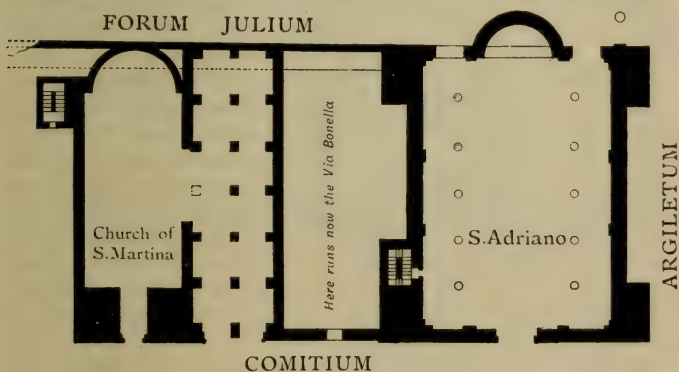 FORUM JULIUM
Church of
S. Martina
Here runs now the Via Bonella
S. Adriano
ARGILETUM
COMITIUM